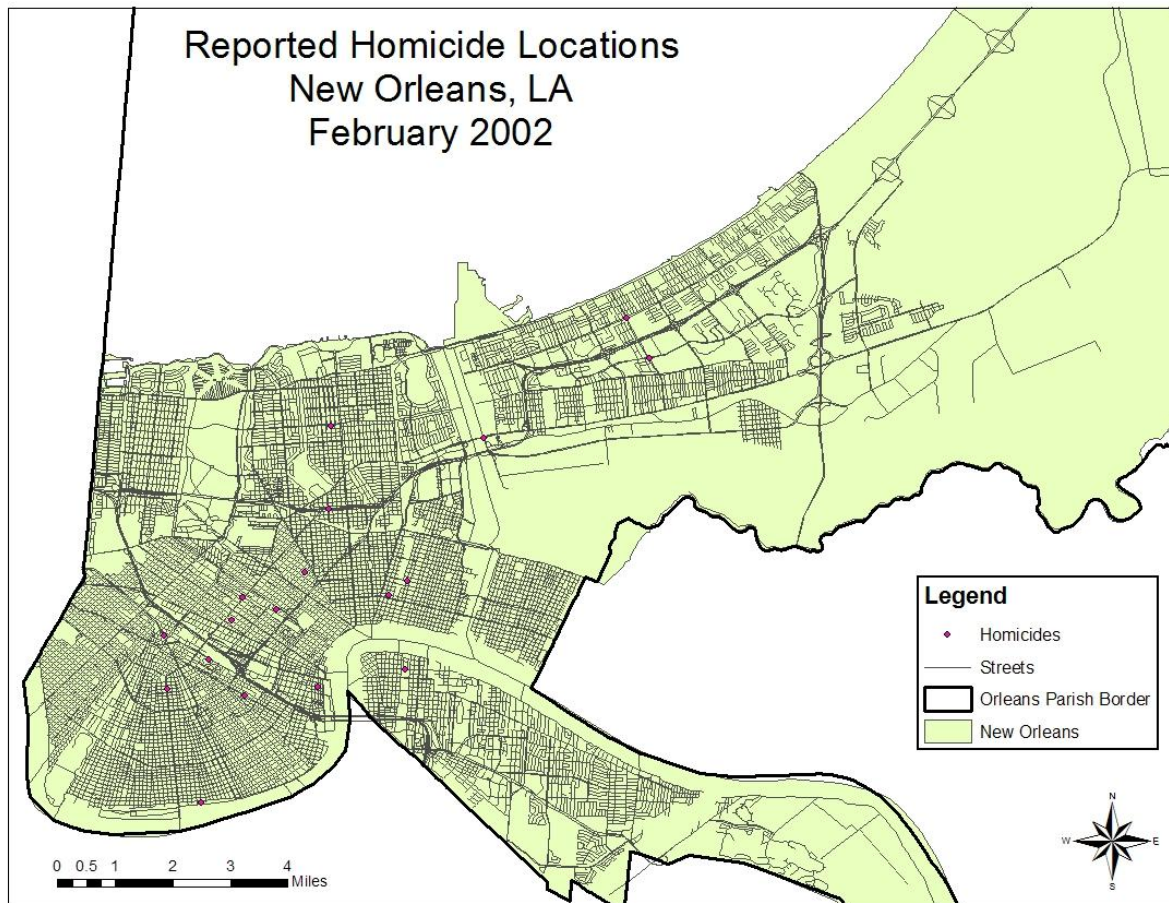 Reported Homicide Locations
New Orleans, LA
February 2002
Legend
Homicides
Streets
Orleans Parish Border
New Orleans
N
W E
S
0 0.5 1 2 3 4
Miles